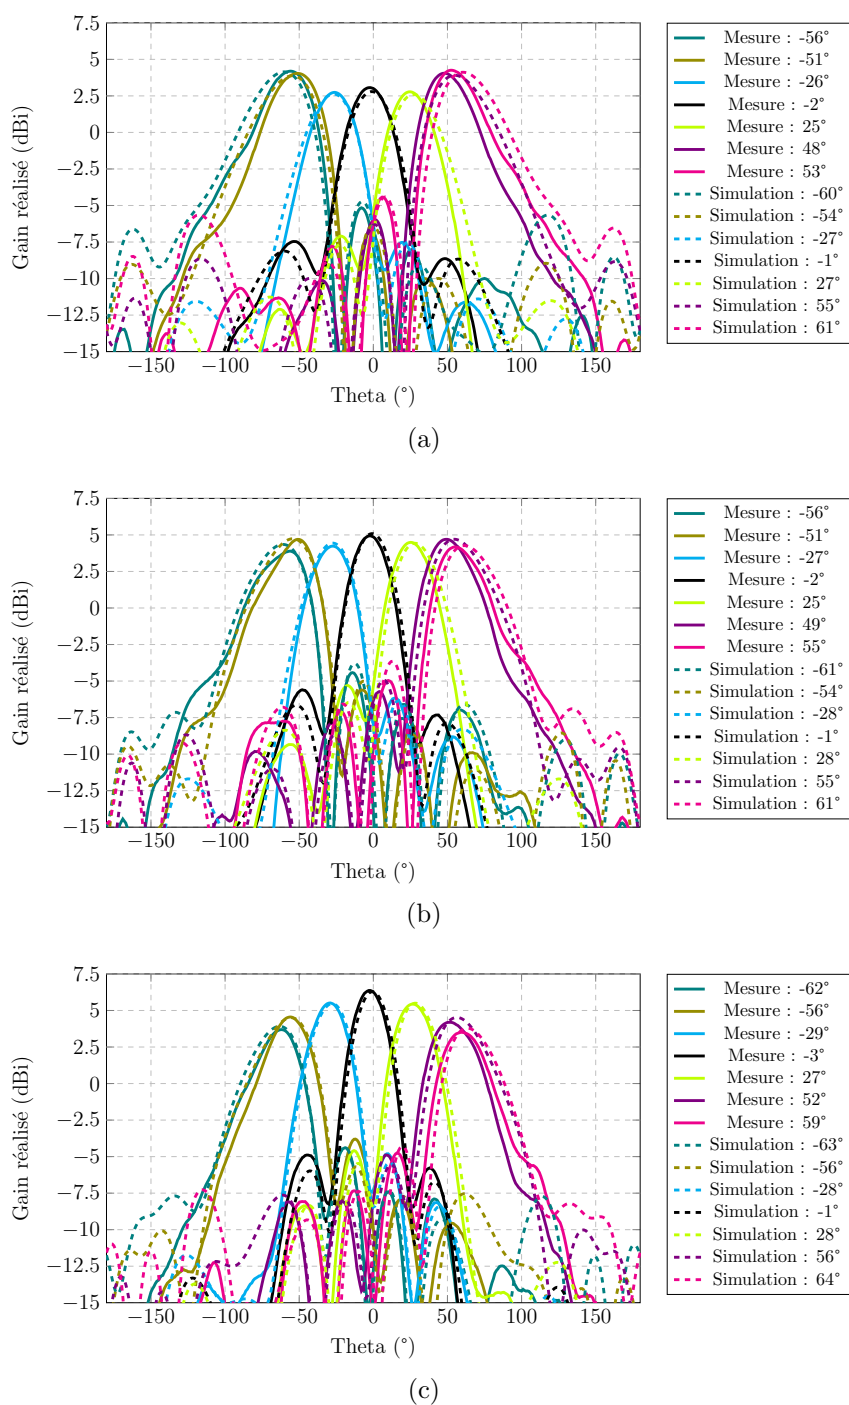 7.5
5
2.5
0
−2.5
−5
−7.5
−10
−12.5
−15
−150 −100 −50 0 50 100 150
Gain réalisé (dBi)
Theta (°)
Mesure : -56°
Mesure : -51°
Mesure : -26°
Mesure : -2°
Mesure : 25°
Mesure : 48°
Mesure : 53°
Simulation : -60°
Simulation : -54°
Simulation : -27°
Simulation : -1°
Simulation : 27°
Simulation : 55°
Simulation : 61°
(a)
7.5
5
2.5
0
−2.5
−5
−7.5
−10
−12.5
−15
−150 −100 −50 0 50 100 150
Gain réalisé (dBi)
Theta (°)
Mesure : -56°
Mesure : -51°
Mesure : -27°
Mesure : -2°
Mesure : 25°
Mesure : 49°
Mesure : 55°
Simulation : -61°
Simulation : -54°
Simulation : -28°
Simulation : -1°
Simulation : 28°
Simulation : 55°
Simulation : 61°
(b)
7.5
5
2.5
0
−2.5
−5
−7.5
−10
−12.5
−15
−150 −100 −50 0 50 100 150
Gain réalisé (dBi)
Theta (°)
Mesure : -62°
Mesure : -56°
Mesure : -29°
Mesure : -3°
Mesure : 27°
Mesure : 52°
Mesure : 59°
Simulation : -63°
Simulation : -56°
Simulation : -28°
Simulation : -1°
Simulation : 28°
Simulation : 56°
Simulation : 64°
(c)